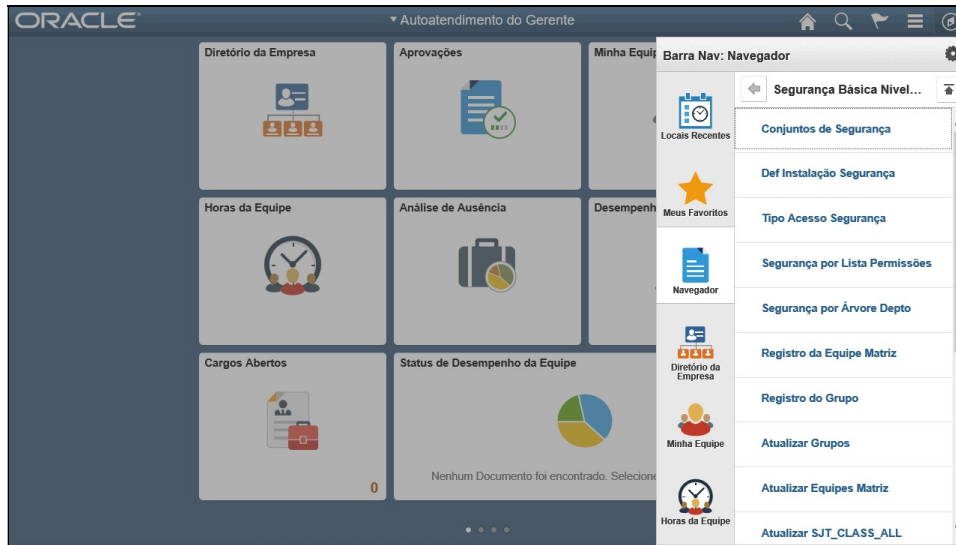 ORACLE
Autoatendimento do Gerente
Diretório da Empresa
Aprovações
Minha Equip
Horas da Equipe
Análise de Ausência
Desempenh
Cargos Abertos
0
Status de Desempenho da Equipe
Nenhum Documento foi encontrado. Selecione
Barra Nav: Navegador
Locais Recentes
Meus Favoritos
Navegador
Diretório da
Empresa
Minha Equipe
Horas da Equipe
Segurança Básica Nível...
Conjuntos de Segurança
Def Instalação Segurança
Tipo Acesso Segurança
Segurança por Lista Permissões
Segurança por Árvore Depto
Registro da Equipe Matriz
Registro do Grupo
Atualizar Grupos
Atualizar Equipes Matriz
Atualizar SJT_CLASS_ALL